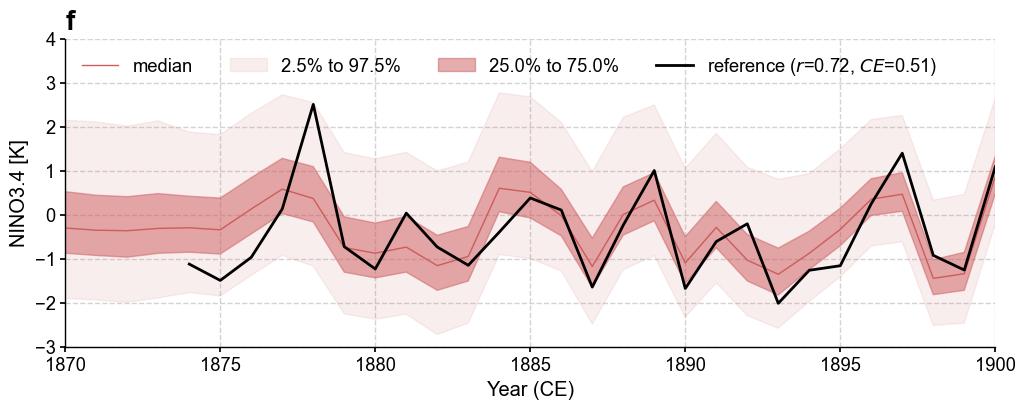 f
NINO3.4 [K]
4
3
2
1
0
−1
−2
−3
median
2.5% to 97.5%
25.0% to 75.0%
reference (r=0.72, CE=0.51)
1870 1875 1880 1885 1890 1895 1900
Year (CE)